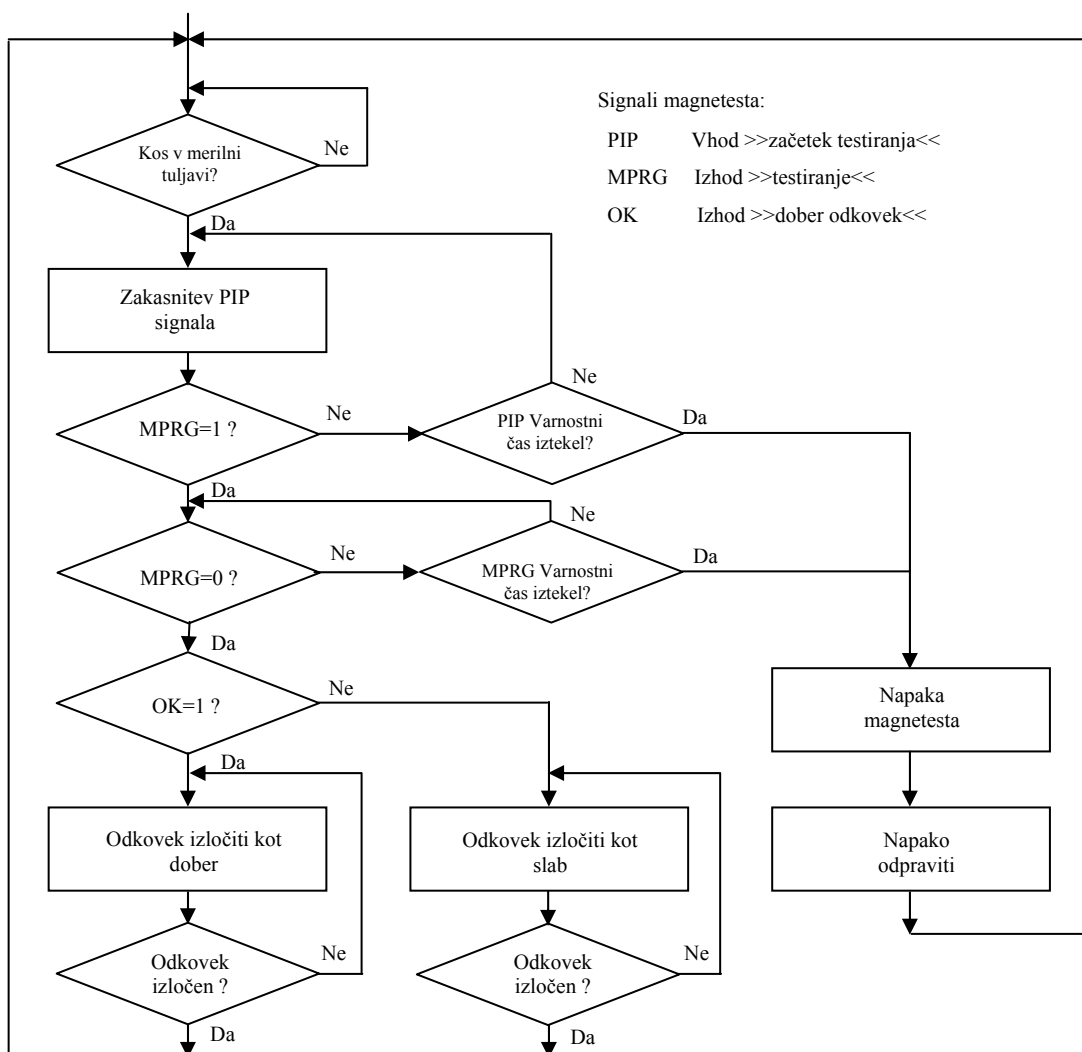 Signali magnetesta:
PIP Vhod >>začetek testiranja<<
MPRG Izhod >>testiranje<<
OK Izhod >>dober odkovek<<
Kos v merilni
tuljavi?
Ne
Da
Zakasnitev PIP
signala
MPRG=1 ?
Ne
PIP Varnostni
čas iztekel?
Ne
Da
Da
MPRG=0 ?
Ne
MPRG Varnostni
čas iztekel?
Ne
Da
Da
OK=1 ?
Ne
Da
Napaka
magnetesta
Odkovek izločiti kot
dober
Odkovek izločiti kot
slab
Napako
odpraviti
Odkovek
izločen ?
Ne
Da
Odkovek
izločen ?
Ne
Da